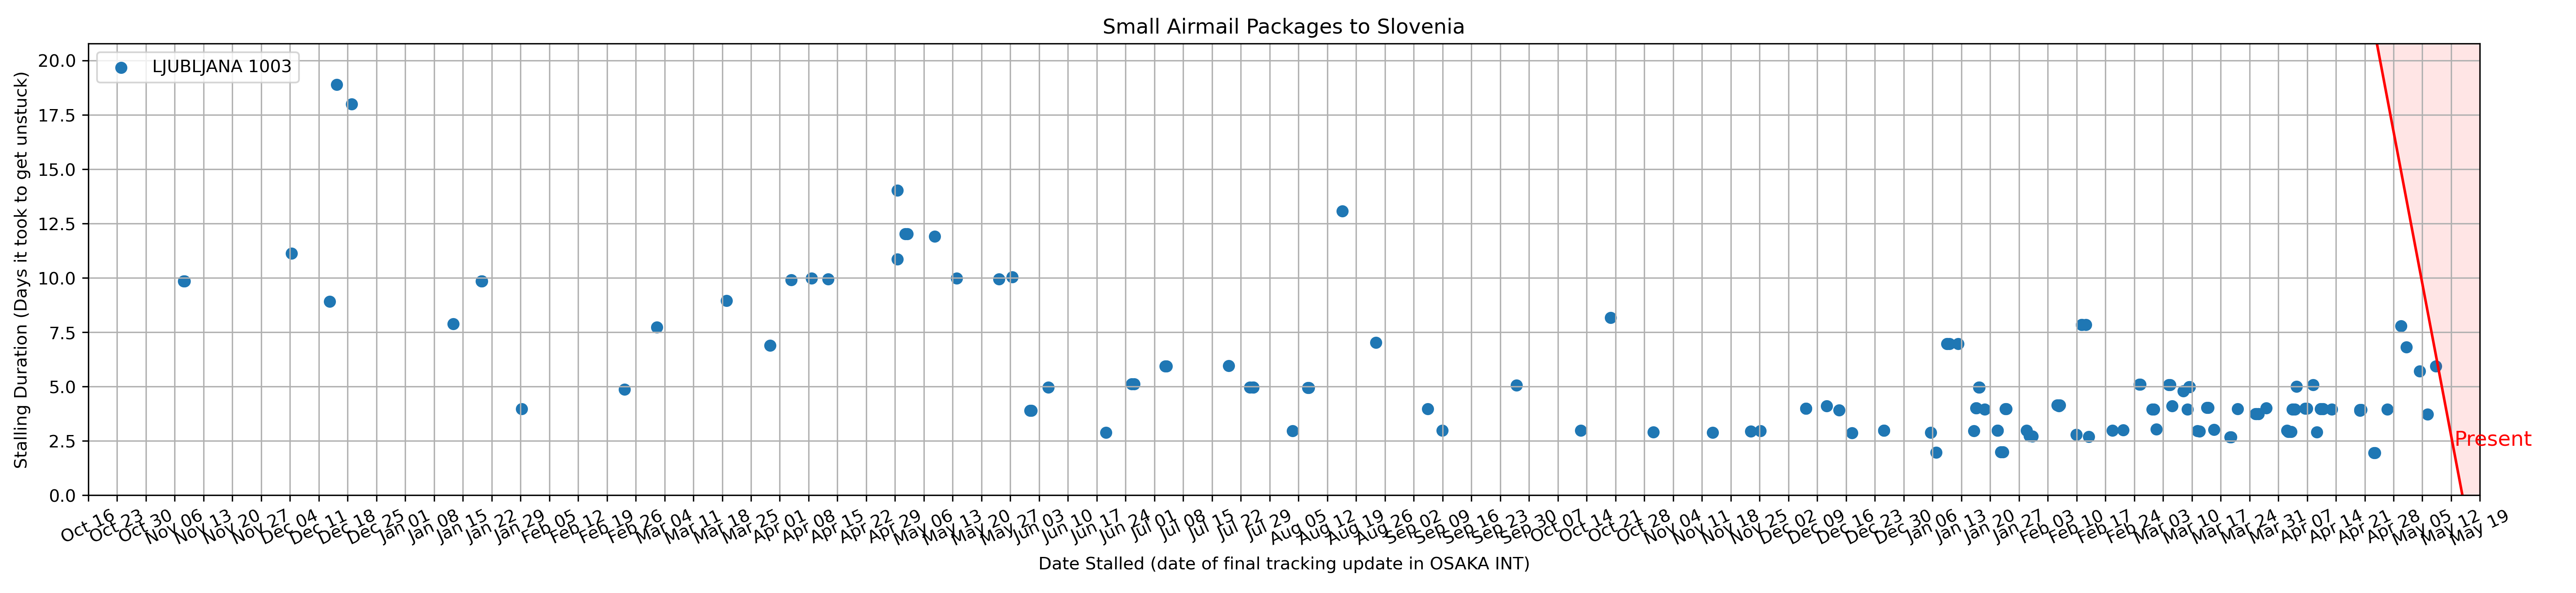 Small Airmail Packages to Slovenia
LJUBLJANA 1003
Stalling Duration (Days it took to get unstuck)
20.0
17.5
15.0
12.5
10.0
7.5
5.0
2.5
0.0
Present
Oct 16
Oct 23
Oct 30
Nov 06
Nov 13
Nov 20
Nov 27
Dec 04
Dec 11
Dec 18
Dec 25
Jan 01
Jan 08
Jan 15
Jan 22
Jan 29
Feb 05
Feb 12
Feb 19
Feb 26
Mar 04
Mar 11
Mar 18
Mar 25
Apr 01
Apr 08
Apr 15
Apr 22
Apr 29
May 06
May 13
May 20
May 27
Jun 03
Jun 10
Jun 17
Jun 24
Jul 01
Jul 08
Jul 15
Jul 22
Jul 29
Aug 05
Aug 12
Aug 19
Aug 26
Sep 02
Sep 09
Sep 16
Sep 23
Sep 30
Oct 07
Oct 14
Oct 21
Oct 28
Nov 04
Nov 11
Nov 18
Nov 25
Dec 02
Dec 09
Dec 16
Dec 23
Dec 30
Jan 06
Jan 13
Jan 20
Jan 27
Feb 03
Feb 10
Feb 17
Feb 24
Mar 03
Mar 10
Mar 17
Mar 24
Mar 31
Apr 07
Apr 14
Apr 21
Apr 28
May 05
May 12
May 19
Date Stalled (date of final tracking update in OSAKA INT)